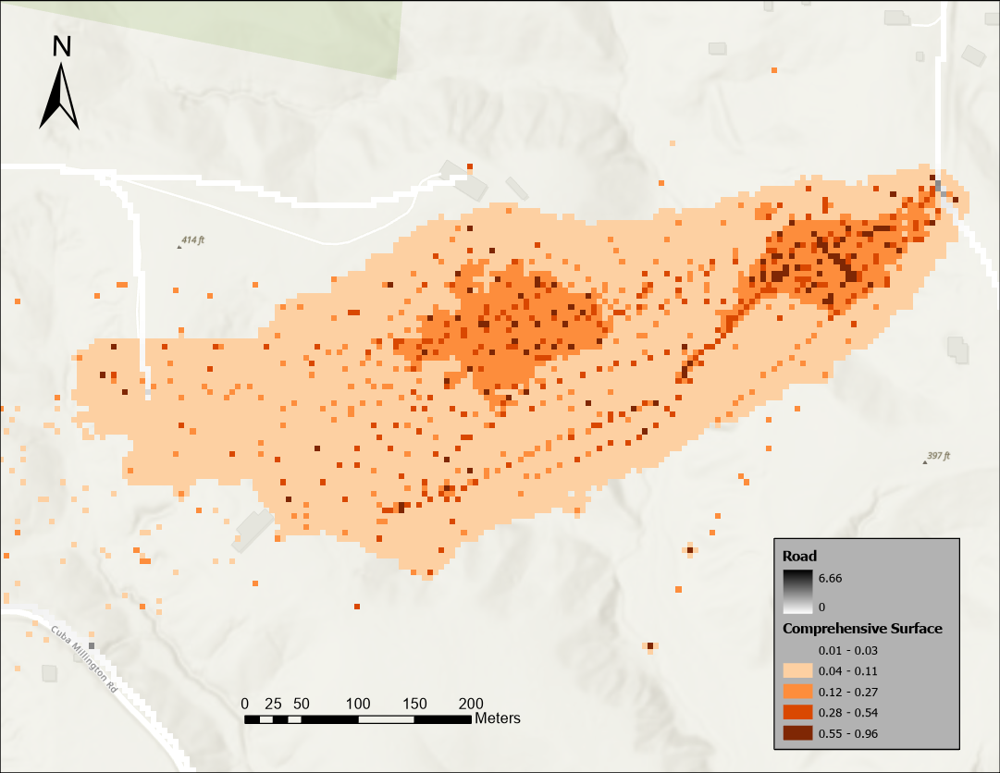 N
414 ft
397 ft
Cuba Millington Rd
0 25 50 100 150 200
Meters
Road
6.66
0
Comprehensive Surface
0.01 - 0.03
0.04 - 0.11
0.12 - 0.27
0.28 - 0.54
0.55 - 0.96